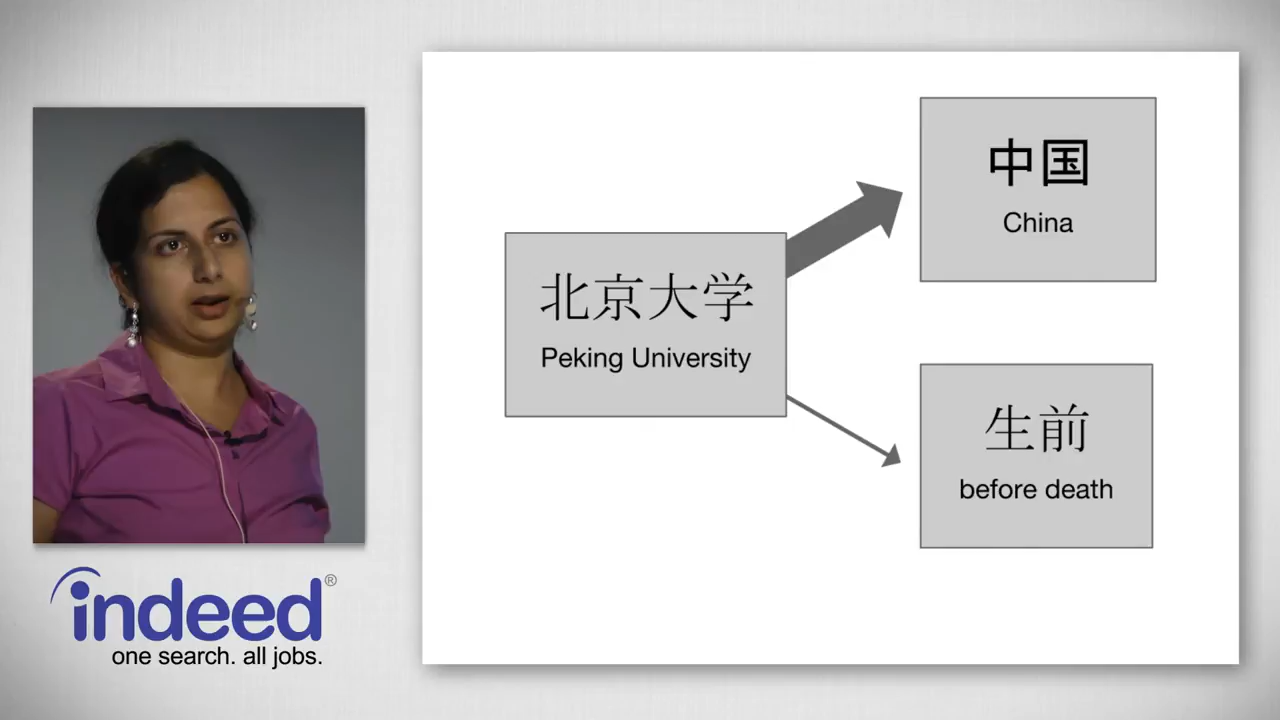 北京大学
Peking University
中国
China
生前
before death
indeed®
one search. all jobs.